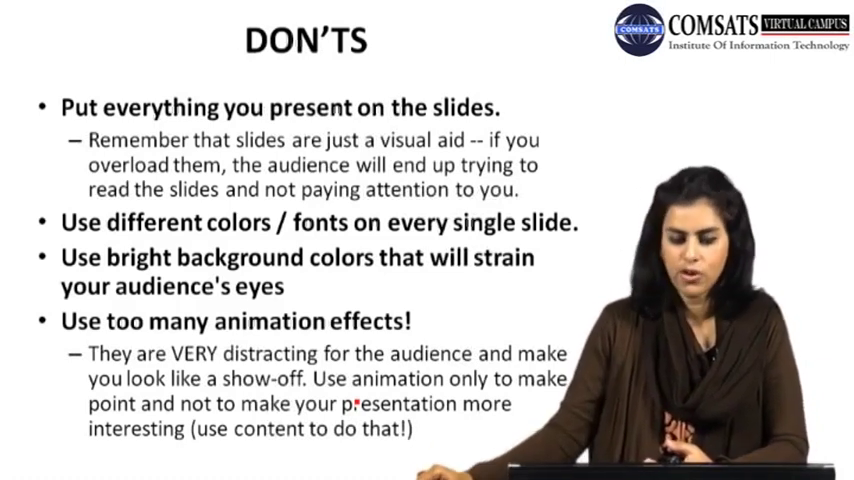 DON'TS
COMSATS VIRTUAL CAMPUS
Institute Of Information Technology
COMSATS
• Put everything you present on the slides.
– Remember that slides are just a visual aid -- if you
overload them, the audience will end up trying to
read the slides and not paying attention to you.
• Use different colors / fonts on every single slide.
• Use bright background colors that will strain
your audience's eyes
• Use too many animation effects!
– They are VERY distracting for the audience and make
you look like a show-off. Use animation only to make
point and not to make your presentation more
interesting (use content to do that!)